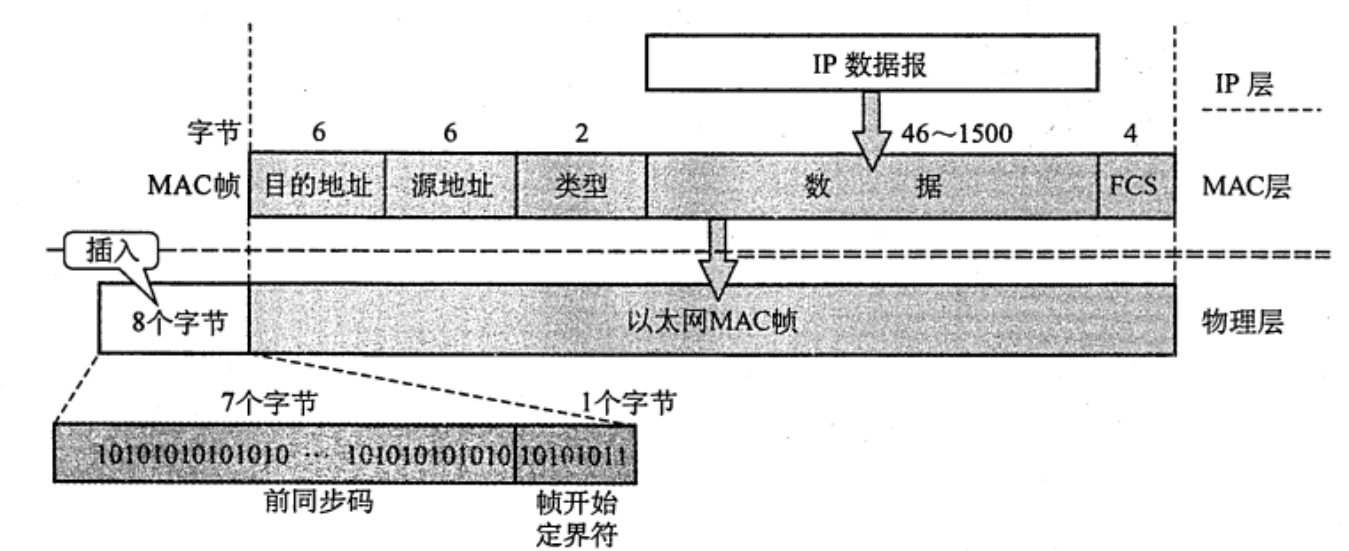 IP 数据报
IP 层
字节 6 6 2 46～1500 4
MAC帧 目的地址 源地址 类型 数 据 FCS MAC层
插入
8个字节 以太网MAC帧 物理层
7个字节 1个字节
10101010101010 … 101010101010 10101011
前同步码 帧开始
定界符